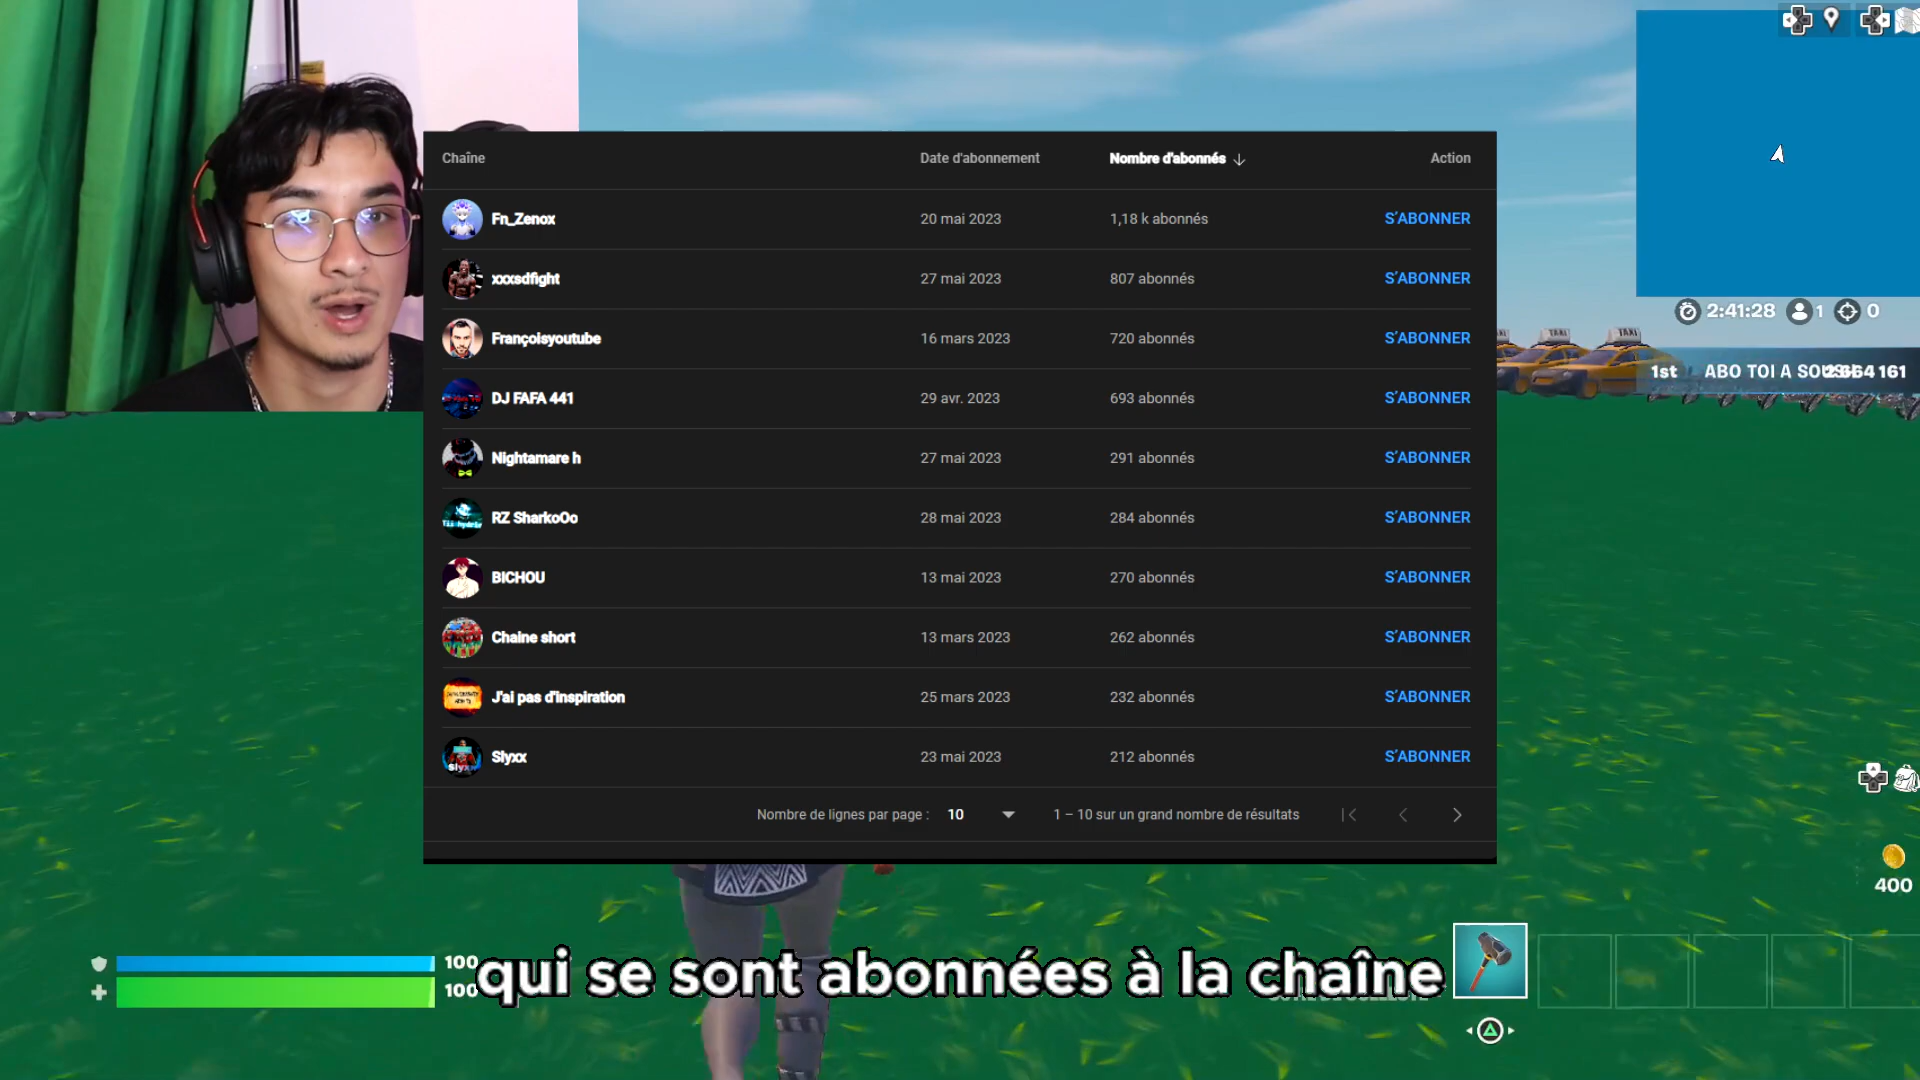 Chaîne Date d'abonnement Nombre d'abonnés Action
Fn_Zenox 20 mai 2023 1,18 k abonnés S'ABONNER
xxxsdfight 27 mai 2023 807 abonnés S'ABONNER
Françoisyoutube 16 mars 2023 720 abonnés S'ABONNER
DJ FAFA 441 29 avr. 2023 693 abonnés S'ABONNER
Nightamare h 27 mai 2023 291 abonnés S'ABONNER
RZ SharkoOo 28 mai 2023 284 abonnés S'ABONNER
BICHOU 13 mai 2023 270 abonnés S'ABONNER
Chaine short 13 mars 2023 262 abonnés S'ABONNER
J'ai pas d'inspiration 25 mars 2023 232 abonnés S'ABONNER
Slyxx 23 mai 2023 212 abonnés S'ABONNER
Nombre de lignes par page : 10 1 – 10 sur un grand nombre de résultats
2:41:28 1 0
TAXI TAXI
1st ABO TOI A
400
100
100
qui se sont abonnées à la chaîne